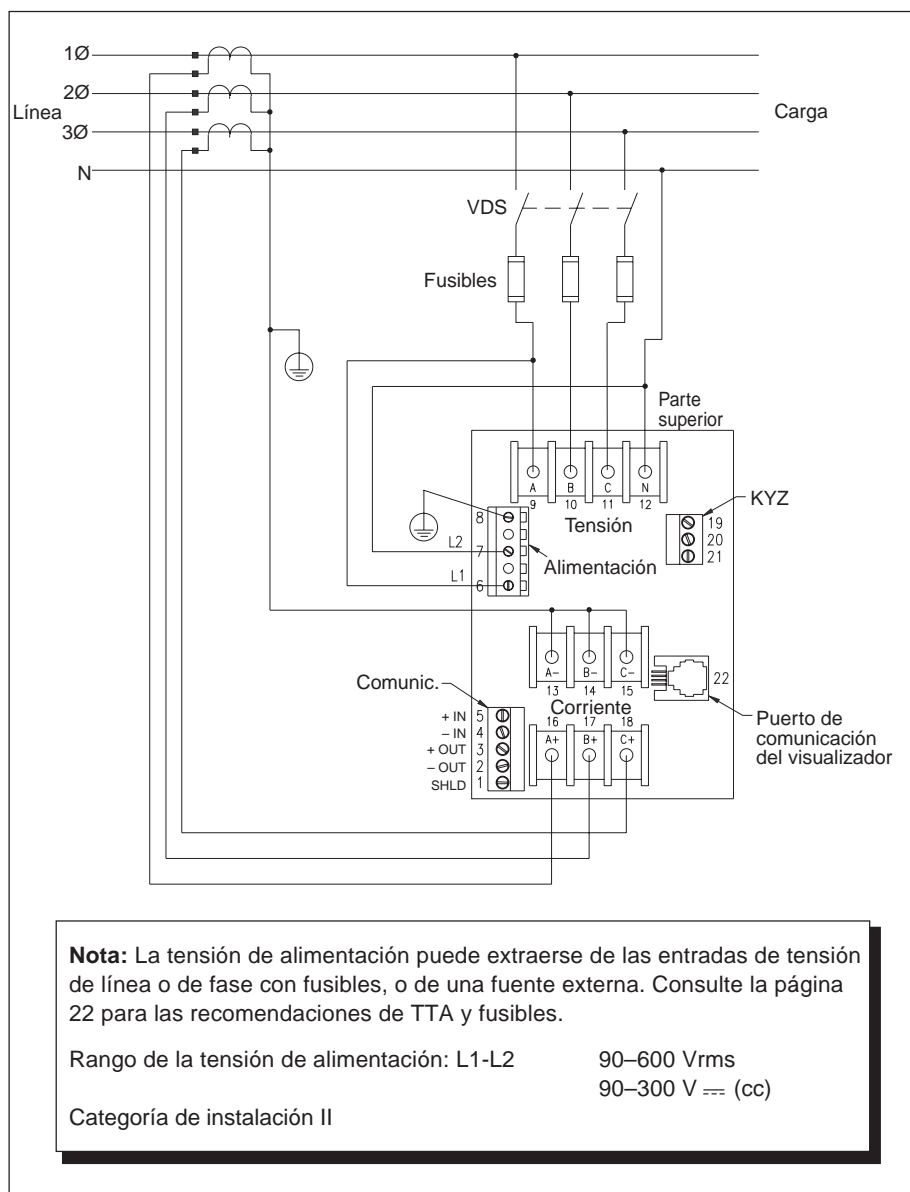 1Ø
2Ø
Línea
Carga
3Ø
N
VDS
Fusibles
Parte
superior
A B C N
9 10 11 12
KYZ
8
Tensión
19
20
21
L2
7
Alimentación
L1
6
A- B- C-
13 14 15
22
Comunic.
Corriente
16 17 18
+ IN 5
– IN 4
+ OUT 3
– OUT 2
SHLD 1
A+ B+ C+
Puerto de
comunicación
del visualizador
Nota: La tensión de alimentación puede extraerse de las entradas de tensión
de línea o de fase con fusibles, o de una fuente externa. Consulte la página
22 para las recomendaciones de TTA y fusibles.
Rango de la tensión de alimentación: L1-L2 90–600 Vrms
90–300 V ⎓ (cc)
Categoría de instalación II